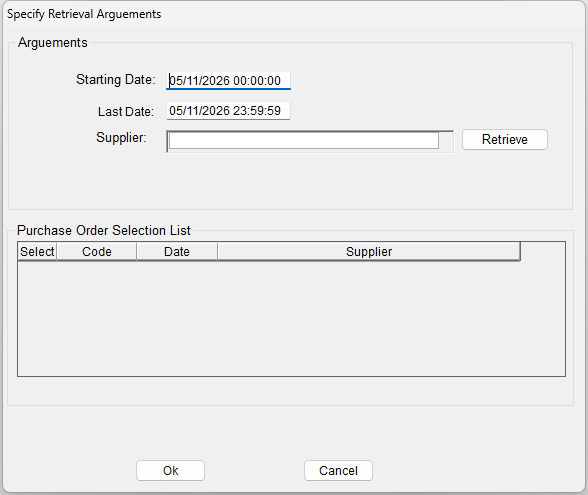 Specify Retrieval Arguements
Arguements
Starting Date: 05/11/2026 00:00:00
Last Date: 05/11/2026 23:59:59
Supplier: Retrieve
Purchase Order Selection List
Select Code Date Supplier
Ok Cancel